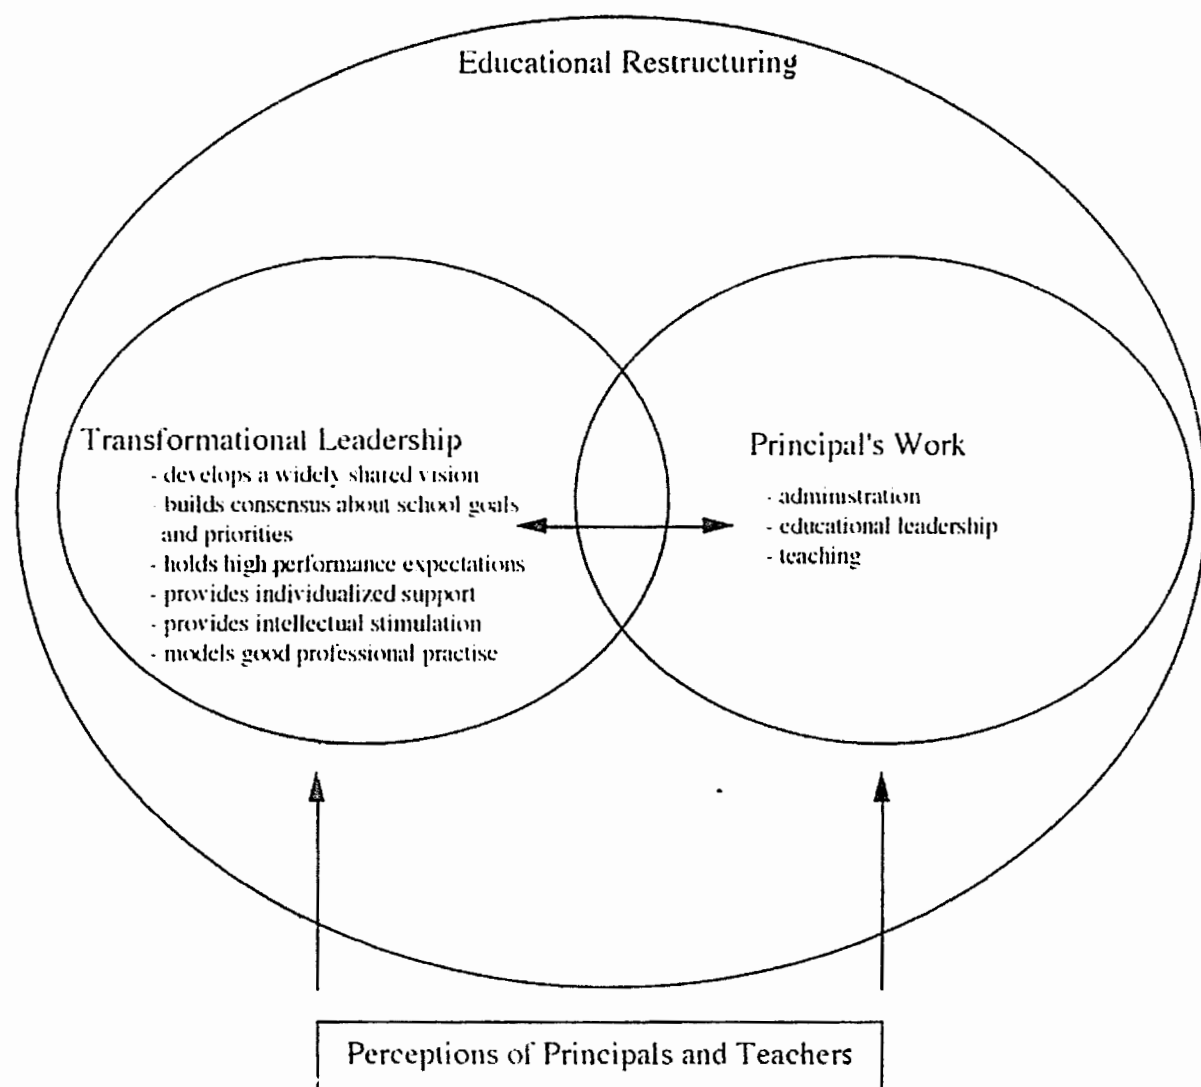 Educational Restructuring
Transformational Leadership
- develops a widely shared vision
- builds consensus about school goals
and priorities
- holds high performance expectations
- provides individualized support
- provides intellectual stimulation
- models good professional practise
Principal's Work
- administration
- educational leadership
- teaching
Perceptions of Principals and Teachers